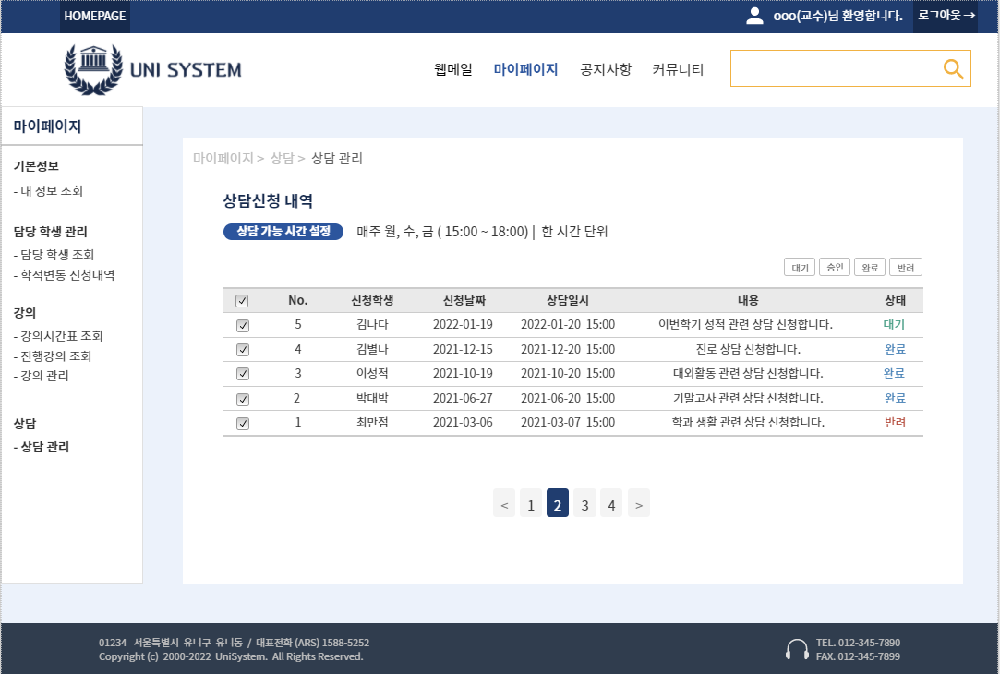 HOMEPAGE
ooo(교수)님 환영합니다. 로그아웃 →
UNI SYSTEM
웹메일 마이페이지 공지사항 커뮤니티
마이페이지
기본정보
- 내 정보 조회
담당 학생 관리
- 담당 학생 조회
- 학적변동 신청내역
강의
- 강의시간표 조회
- 진행강의 조회
- 강의 관리
상담
- 상담 관리
마이페이지 > 상담 > 상담 관리
상담신청 내역
상담 가능 시간 설정 매주 월, 수, 금 ( 15:00 ~ 18:00) | 한 시간 단위
대기 승인 완료 반려
No. 신청학생 신청날짜 상담일시 내용 상태
5 김나다 2022-01-19 2022-01-20 15:00 이번학기 성적 관련 상담 신청합니다. 대기
4 김별나 2021-12-15 2021-12-20 15:00 진로 상담 신청합니다. 완료
3 이성적 2021-10-19 2021-10-20 15:00 대외활동 관련 상담 신청합니다. 완료
2 박대박 2021-06-27 2021-06-20 15:00 기말고사 관련 상담 신청합니다. 완료
1 최만점 2021-03-06 2021-03-07 15:00 학과 생활 관련 상담 신청합니다. 반려
< 1 2 3 4 >
01234 서울특별시 유니구 유니동 / 대표전화 (ARS) 1588-5252
Copyright (c) 2000-2022 UniSystem. All Rights Reserved.
TEL. 012-345-7890
FAX. 012-345-7899